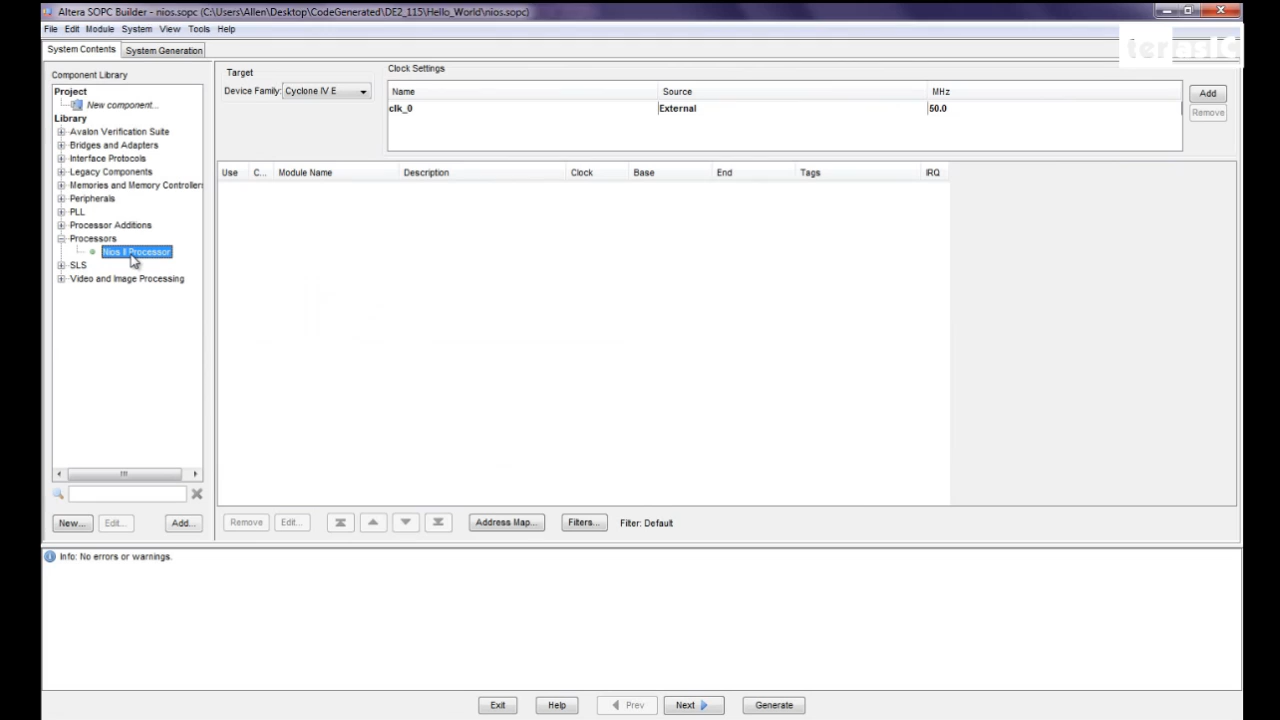 Altera SOPC Builder - nios.sopc (C:\Users\Allen\Desktop\CodeGenerated\DE2_115\Hello_World\nios.sopc)
File Edit Module System View Tools Help
terasic
System Contents System Generation
Component Library
Project
New component...
Library
Avalon Verification Suite
Bridges and Adapters
Interface Protocols
Legacy Components
Memories and Memory Controller
Peripherals
PLL
Processor Additions
Processors
Nios II Processor
SLS
Video and Image Processing
New... Edit... Add...
Target
Device Family: Cyclone IV E
Clock Settings
Name Source MHz
clk_0 External 50.0
Add
Remove
Use C... Module Name Description Clock Base End Tags IRQ
Remove Edit... Address Map... Filters... Filter: Default
Info: No errors or warnings.
Exit Help Prev Next Generate